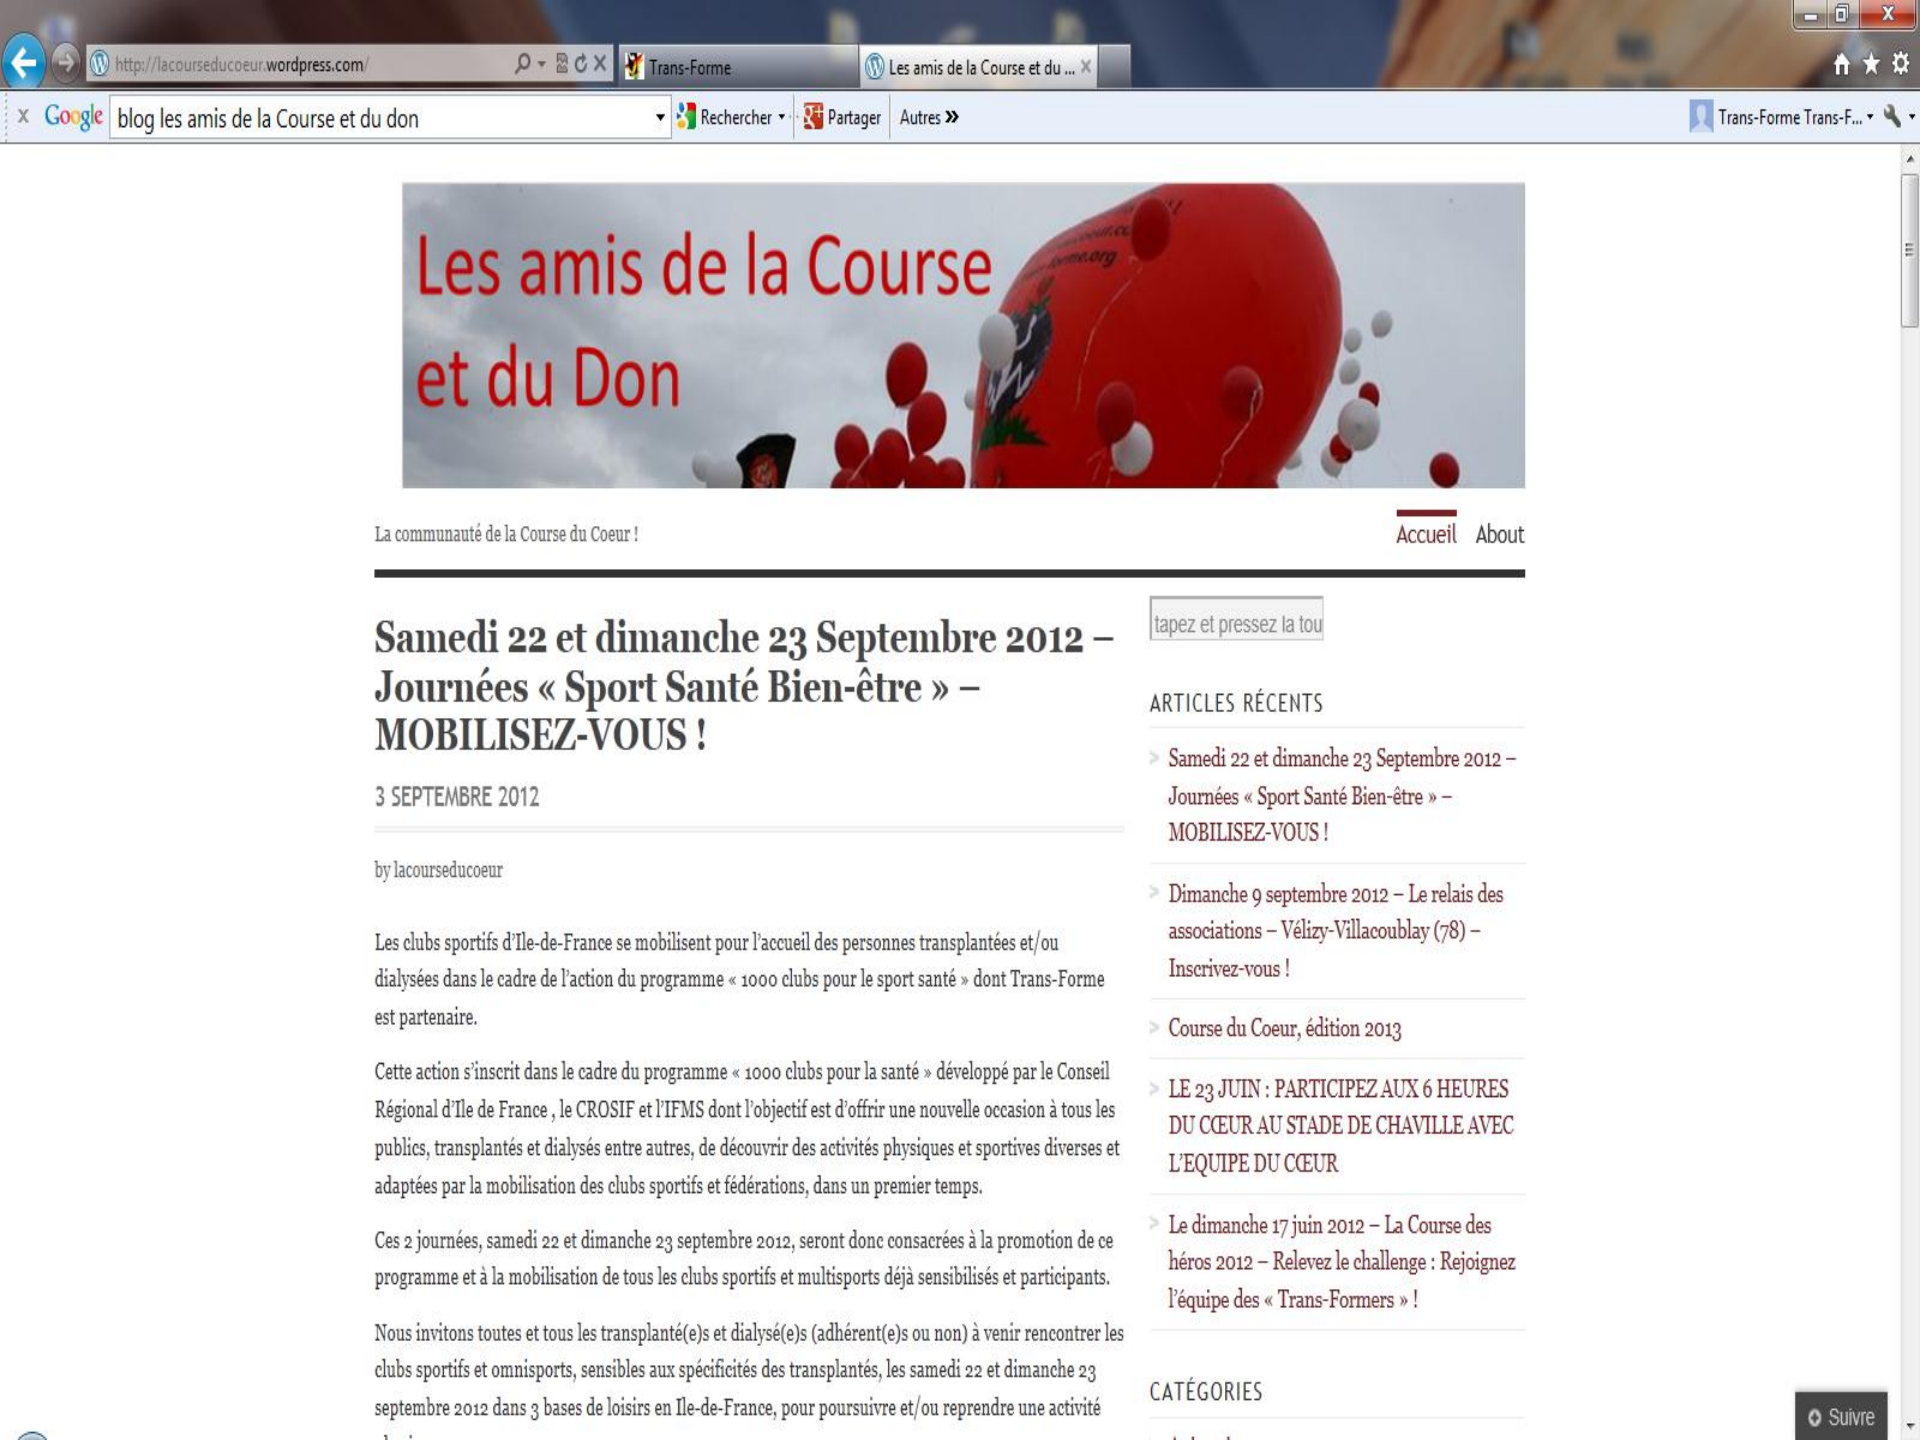 http://lacourseducoeur.wordpress.com/
Trans-Forme
Les amis de la Course et du ...
Google
blog les amis de la Course et du don
Rechercher
Partager
Autres »
Trans-Forme Trans-F...
Les amis de la Course
et du Don
La communauté de la Course du Coeur !
Accueil
About
Samedi 22 et dimanche 23 Septembre 2012 –
Journées « Sport Santé Bien-être » –
MOBILISEZ-VOUS !
3 SEPTEMBRE 2012
by lacourseducoeur
Les clubs sportifs d'Ile-de-France se mobilisent pour l'accueil des personnes transplantées et/ou
dialysées dans le cadre de l'action du programme « 1000 clubs pour le sport santé » dont Trans-Forme
est partenaire.
Cette action s'inscrit dans le cadre du programme « 1000 clubs pour la santé » développé par le Conseil
Régional d'Ile de France , le CROSIF et l'IFMS dont l'objectif est d'offrir une nouvelle occasion à tous les
publics, transplantés et dialysés entre autres, de découvrir des activités physiques et sportives diverses et
adaptées par la mobilisation des clubs sportifs et fédérations, dans un premier temps.
Ces 2 journées, samedi 22 et dimanche 23 septembre 2012, seront donc consacrées à la promotion de ce
programme et à la mobilisation de tous les clubs sportifs et multisports déjà sensibilisés et participants.
Nous invitons toutes et tous les transplanté(e)s et dialysé(e)s (adhérent(e)s ou non) à venir rencontrer les
clubs sportifs et omnisports, sensibles aux spécificités des transplantés, les samedi 22 et dimanche 23
septembre 2012 dans 3 bases de loisirs en Ile-de-France, pour poursuivre et/ou reprendre une activité
tapez et pressez la tou
ARTICLES RÉCENTS
Samedi 22 et dimanche 23 Septembre 2012 –
Journées « Sport Santé Bien-être » –
MOBILISEZ-VOUS !
Dimanche 9 septembre 2012 – Le relais des
associations – Vélizy-Villacoublay (78) –
Inscrivez-vous !
Course du Coeur, édition 2013
LE 23 JUIN : PARTICIPEZ AUX 6 HEURES
DU CŒUR AU STADE DE CHAVILLE AVEC
L'EQUIPE DU CŒUR
Le dimanche 17 juin 2012 – La Course des
héros 2012 – Relevez le challenge : Rejoignez
l'équipe des « Trans-Formers » !
CATÉGORIES
Suivre